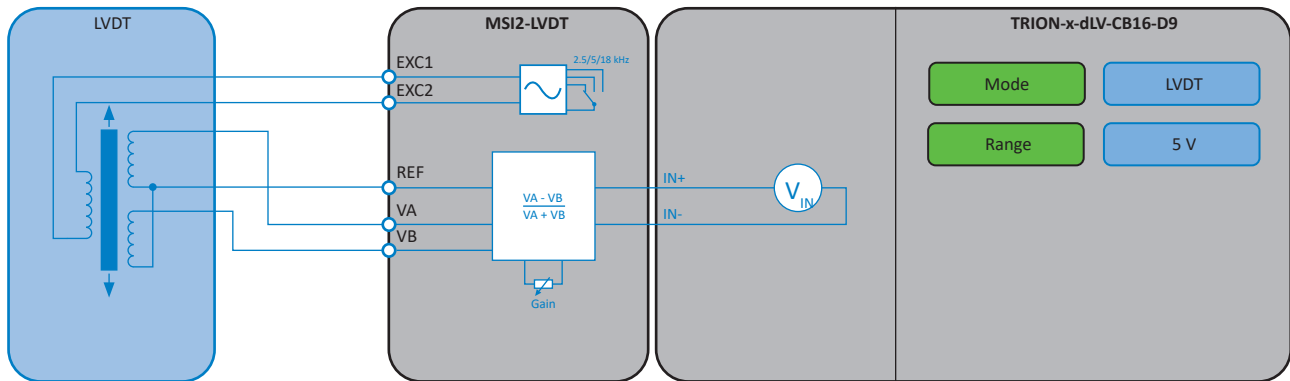 LVDT
MSI2-LVDT
TRION-x-dLV-CB16-D9
EXC1
2.5/5/18 kHz
EXC2
Mode
LVDT
Range
5 V
REF
IN+
VIN
VA - VB
VA + VB
VA
IN-
VB
Gain